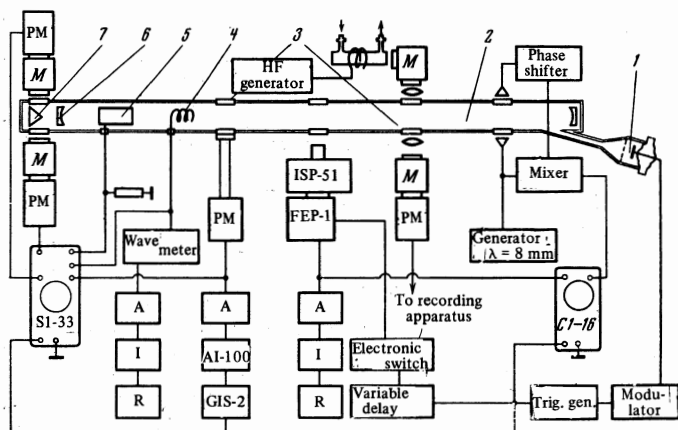 PM
7
6
5
4
3
2
1
M
HF
generator
M
Phase
shifter
M
ISP-51
M
Mixer
PM
PM
FEP-1
PM
Wave
meter
Generator
λ = 8 mm
S1-33
A
A
A
To recording
apparatus
C1-16
I
AI-100
I
Electronic
switch
R
GIS-2
R
Variable
delay
Trig. gen.
Modu-
lator